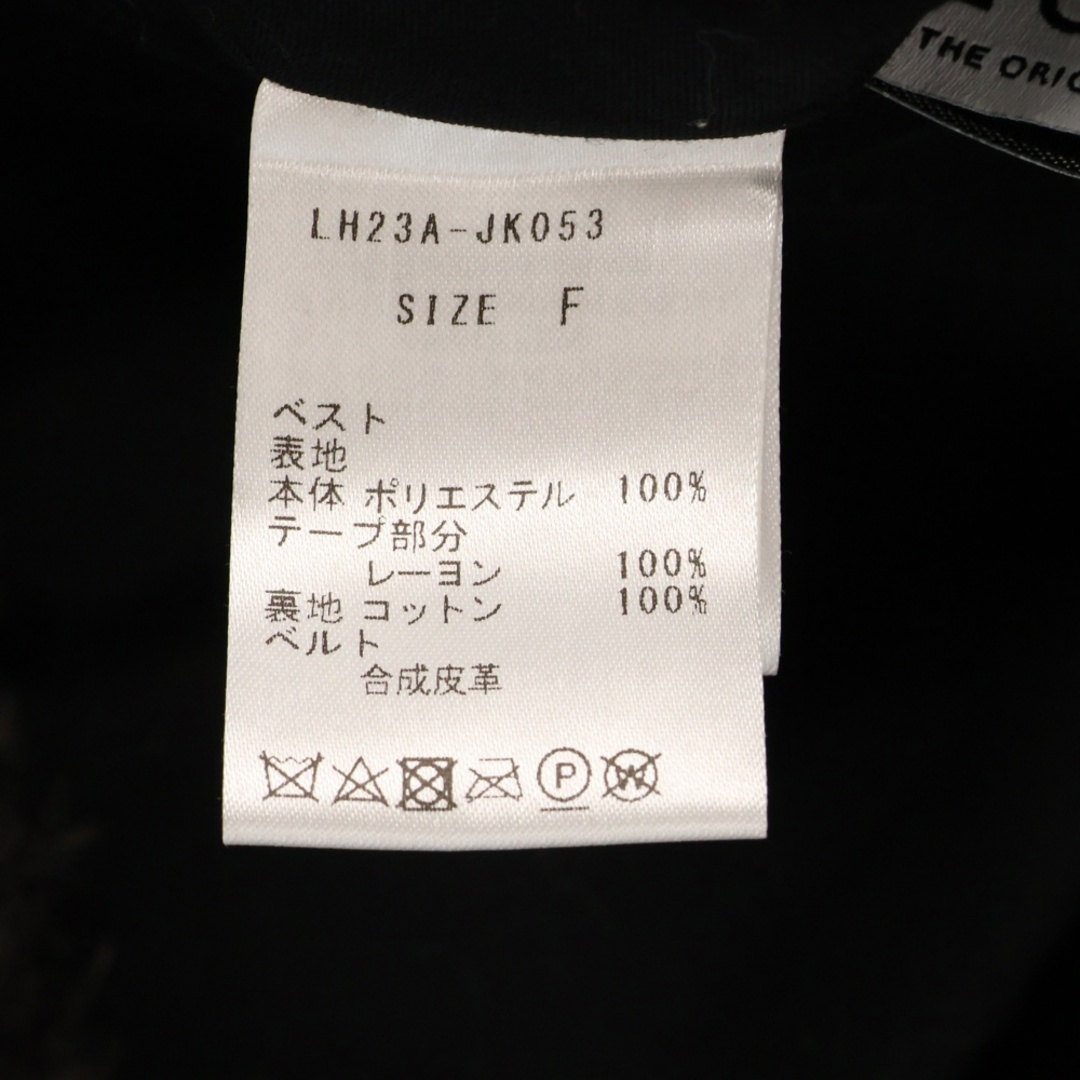 THE
LH23A-JK053
SIZE F
ベスト
表地
本体 ポリエステル 100%
テープ部分
レーヨン 100%
裏地 コットン 100%
ベルト
合成皮革
P
W